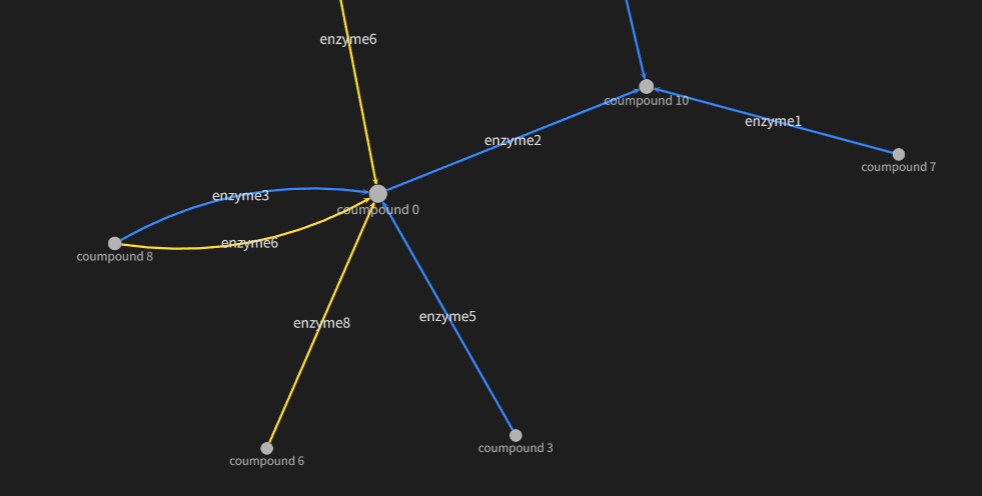 enzyme6
coumpound 10
enzyme1
enzyme2
coumpound 7
enzyme3
coumpound 0
enzyme6
coumpound 8
enzyme5
enzyme8
coumpound 3
coumpound 6